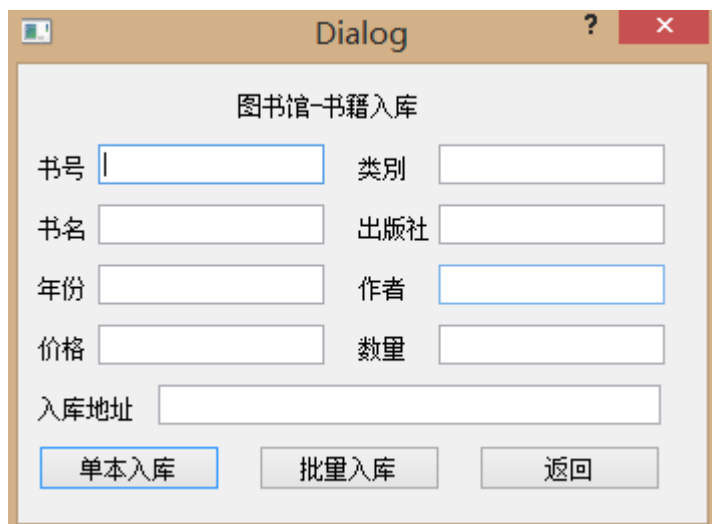 Dialog ? ×
图书馆-书籍入库
书号 类别
书名 出版社
年份 作者
价格 数量
入库地址
单本入库 批量入库 返回